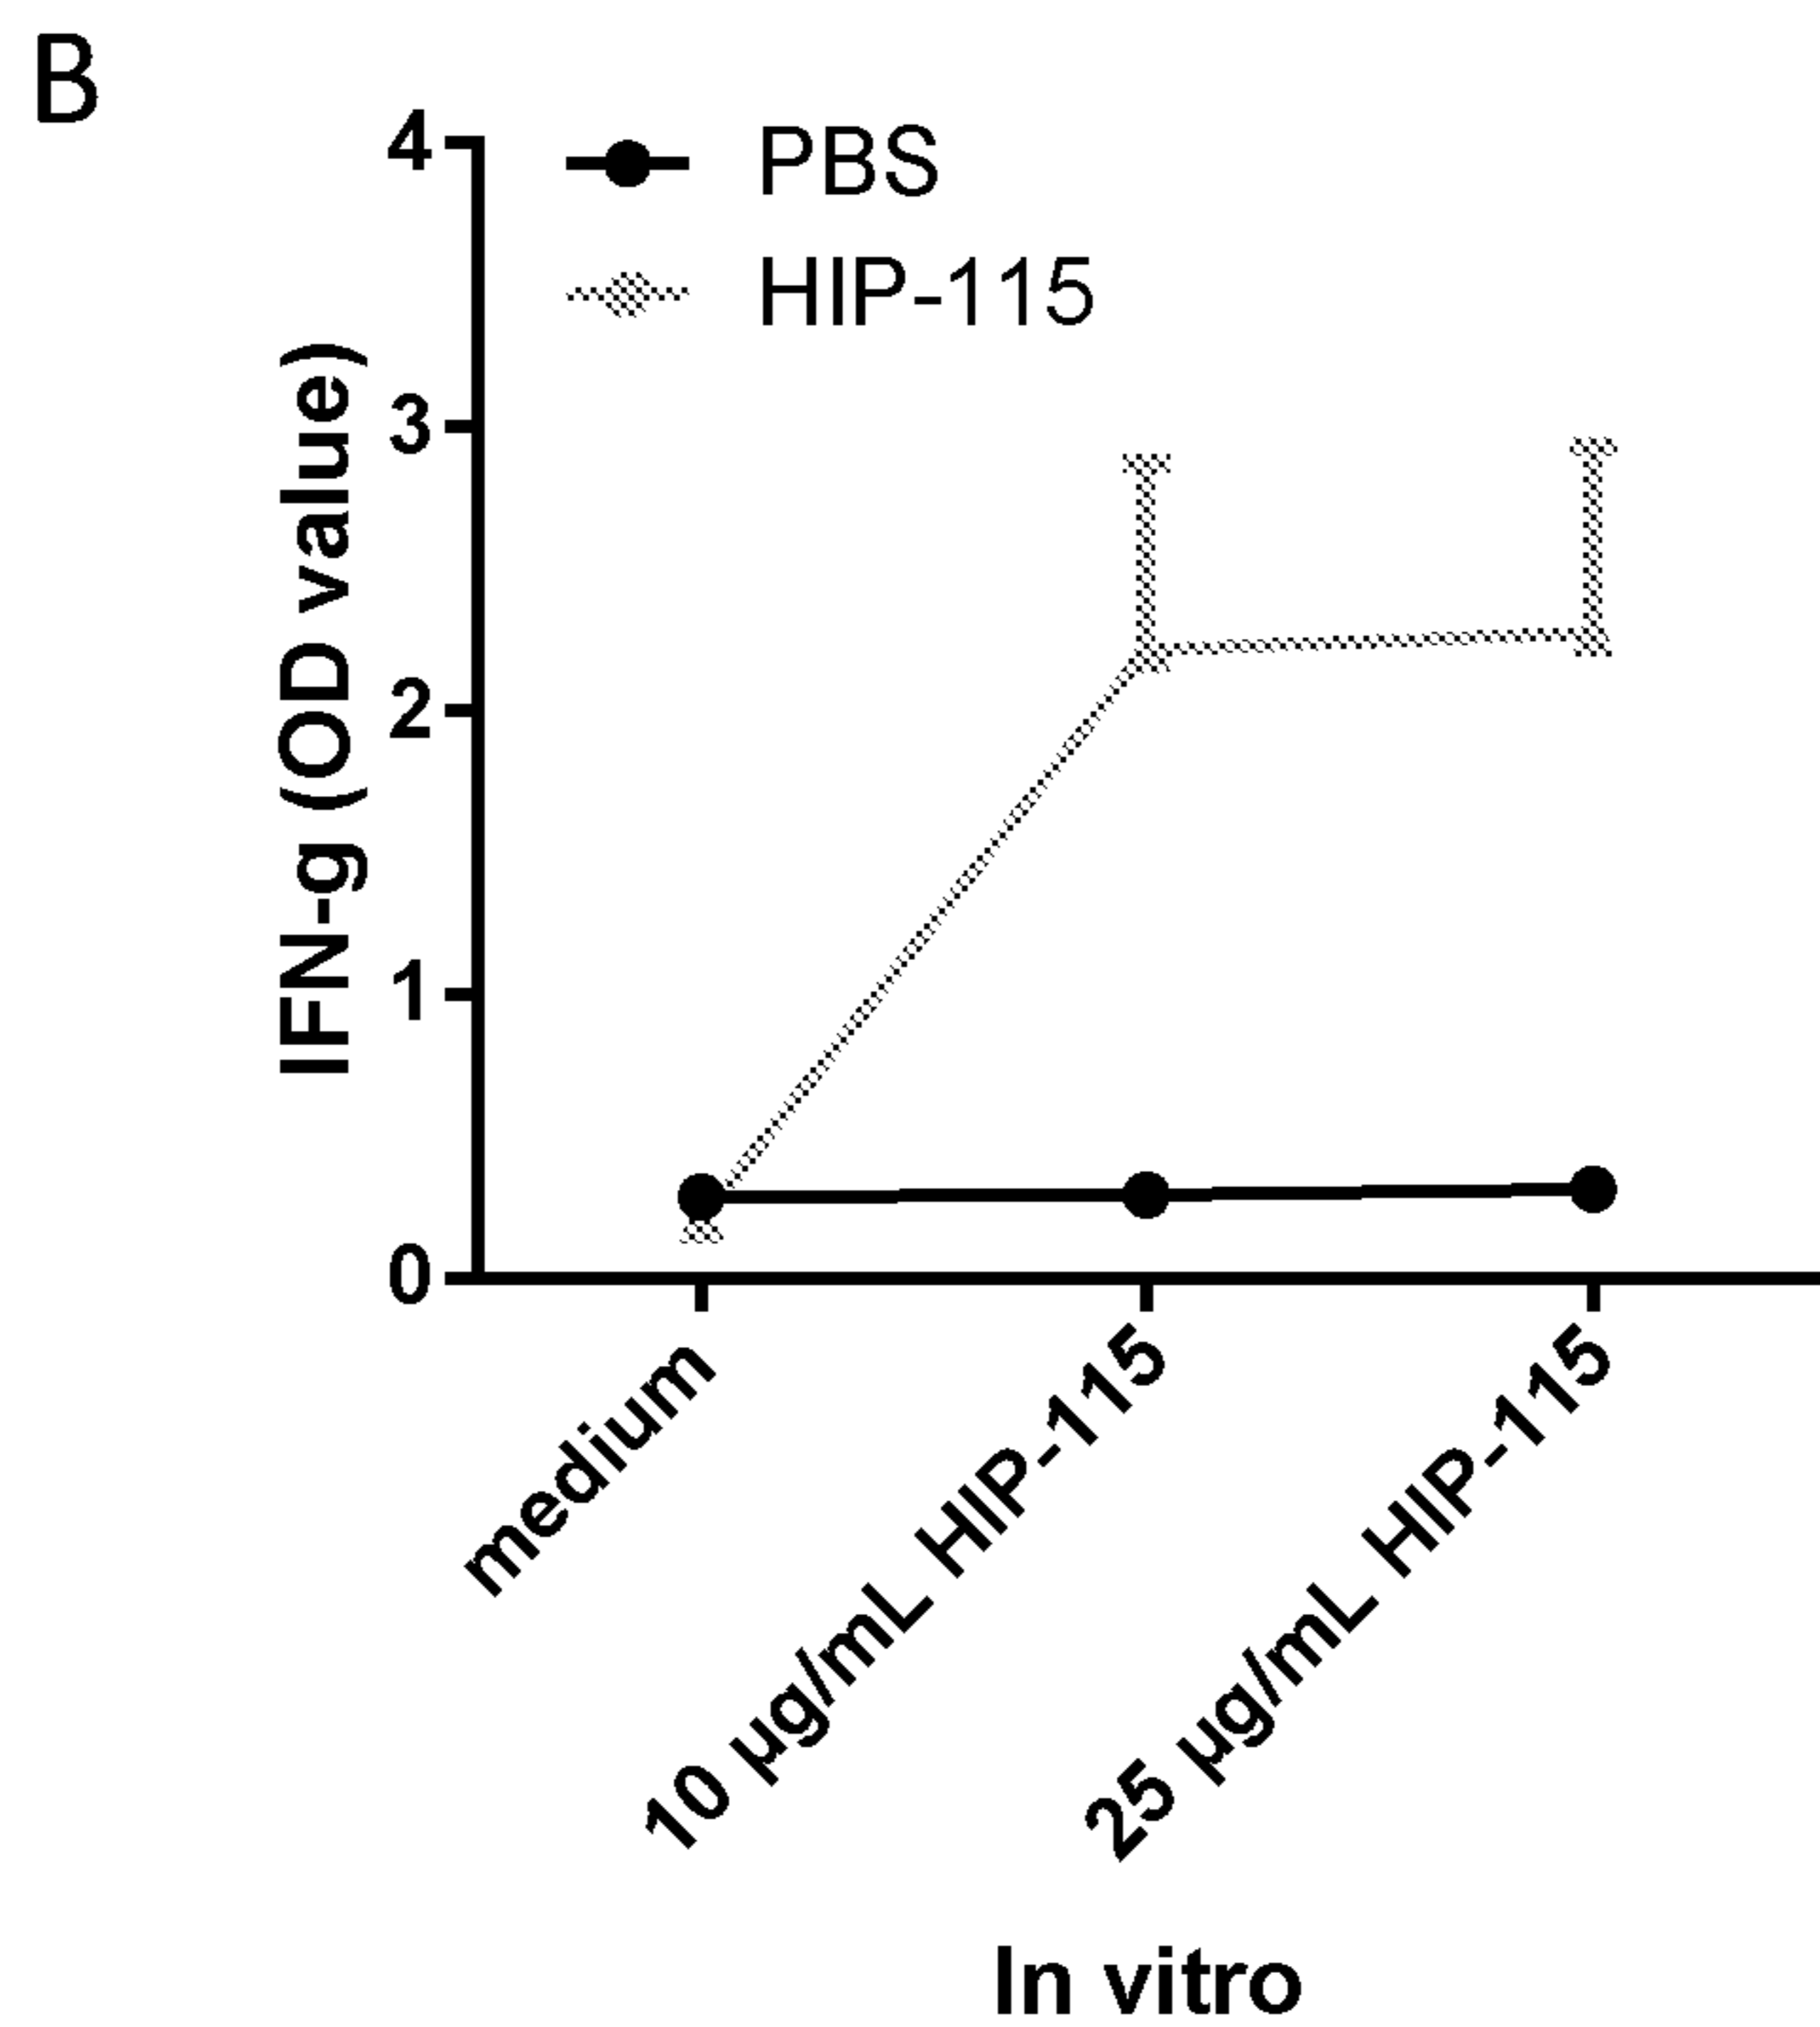 B
4
3
2
1
0
IFN-g (OD value)
PBS
HIP-115
medium
10 µg/mL HIP-115
25 µg/mL HIP-115
In vitro